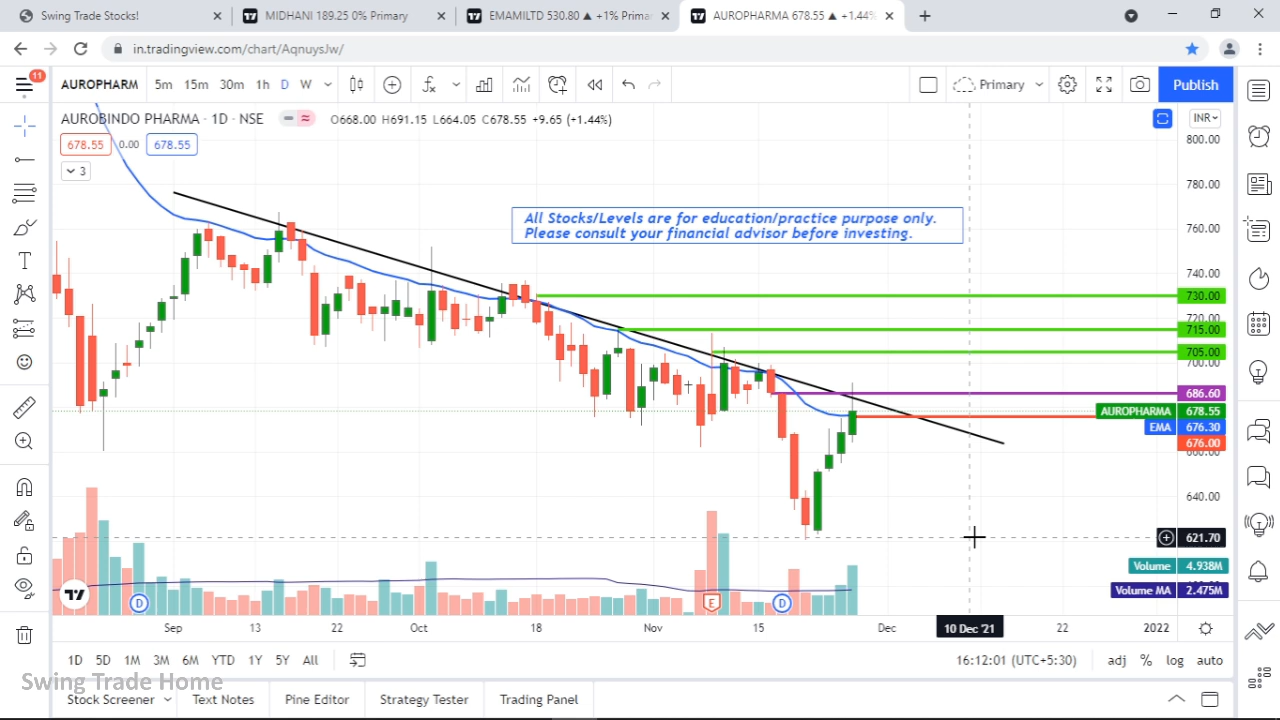 Swing Trade Stocks!
MIDHANI 189.25 0% Primary
EMAMILTD 530.80 ▲ +1% Prima
AUROPHARMA 678.55 ▲ +1.44%
in.tradingview.com/chart/AqnuysJw/
11
AUROPHARM 5m 15m 30m 1h D W Primary Publish
AUROBINDO PHARMA · 1D · NSE O668.00 H691.15 L664.05 C678.55 +9.65 (+1.44%)
INR
678.55 0.00 678.55
3
800.00
780.00
760.00
740.00
720.00
700.00
660.00
640.00
All Stocks/Levels are for education/practice purpose only.
Please consult your financial advisor before investing.
730.00
715.00
705.00
686.60
AUROPHARMA 678.55
EMA 676.30
676.00
621.70
Volume 4.938M
Volume MA 2.475M
D E D
Sep 13 22 Oct 18 Nov 15 Dec 10 Dec '21 22 2022
1D 5D 1M 3M 6M YTD 1Y 5Y All 16:12:01 (UTC+5:30) adj % log auto
Swing Trade Home
Stock Screener Text Notes Pine Editor Strategy Tester Trading Panel